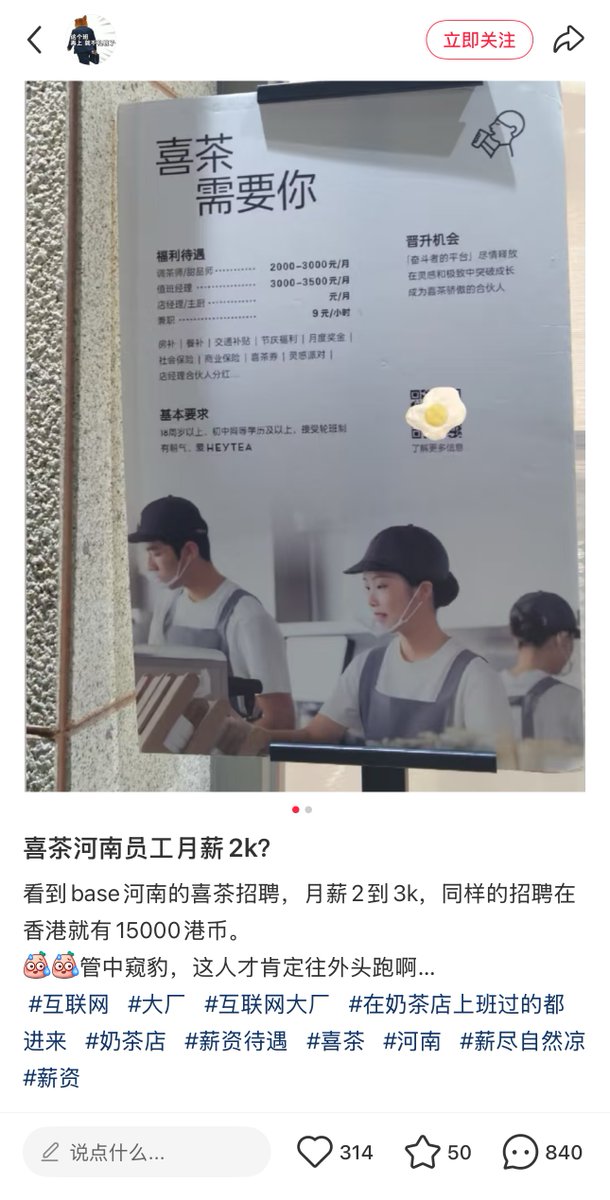 这个班
再上 就不礼貌了
立即关注
喜茶
需要你
福利待遇
调茶师/甜品师 2000-3000元/月
值班经理 3000-3500元/月
店经理/主厨 元/月
兼职 9元/小时
房补 | 餐补 | 交通补贴 | 节庆福利 | 月度奖金 |
社会保险 | 商业保险 | 喜茶券 | 灵感派对 |
店经理合伙人分红...
晋升机会
「奋斗者的平台」尽情释放
在灵感和极致中突破成长
成为喜茶骄傲的合伙人
基本要求
18周岁以上，初中同等学历及以上，接受轮班制
有朝气，爱HEYTEA
了解更多信息
喜茶河南员工月薪2k?
看到base河南的喜茶招聘，月薪2到3k，同样的招聘在
香港就有15000港币。
管中窥豹，这人才肯定往外头跑啊...
#互联网 #大厂 #互联网大厂 #在奶茶店上班过的都
进来 #奶茶店 #薪资待遇 #喜茶 #河南 #薪尽自然凉
#薪资
说点什么... 314 50 840